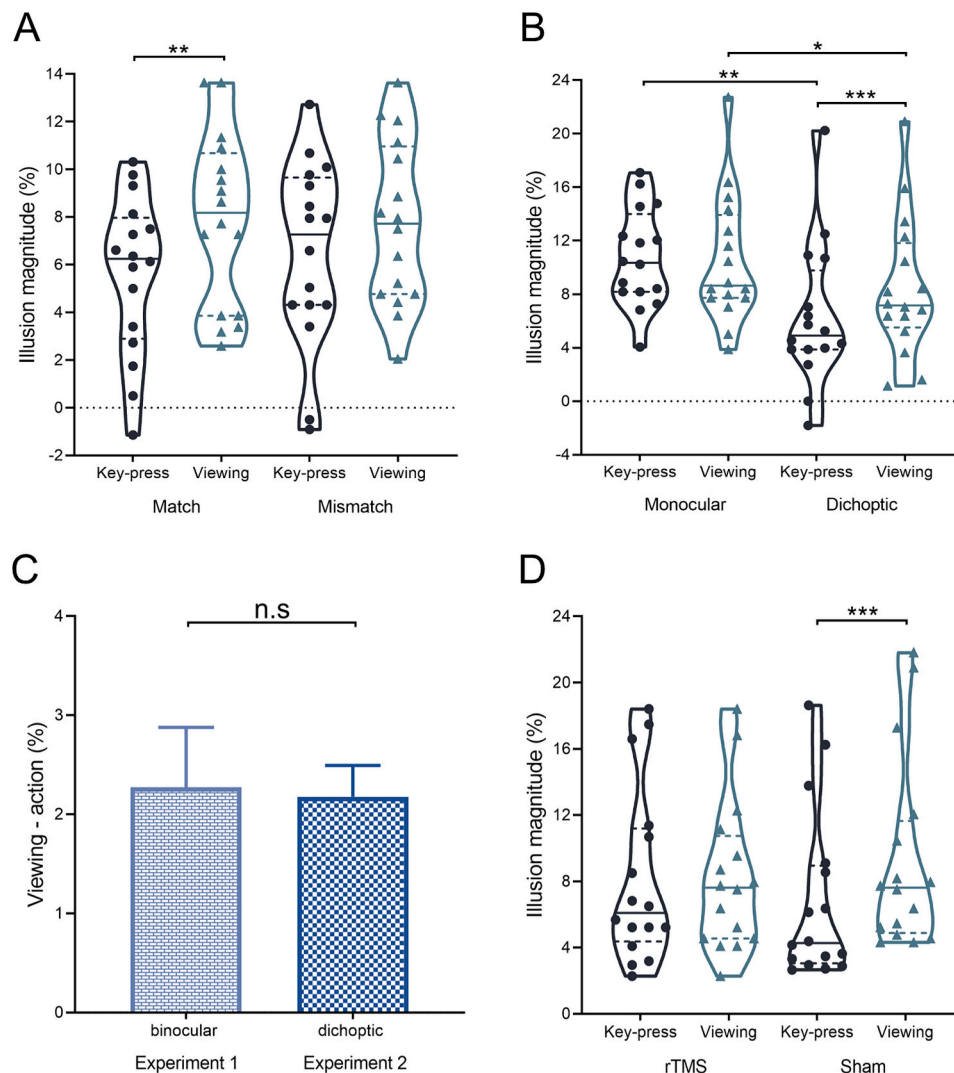 A
**
Illusion magnitude (%)
14
12
10
8
6
4
2
0
-2
Key-press Viewing Key-press Viewing
Match Mismatch
B
*
** ***
Illusion magnitude (%)
24
20
16
12
8
4
0
-4
Key-press Viewing Key-press Viewing
Monocular Dichoptic
C
n.s
Viewing - action (%)
4
3
2
1
0
binocular dichoptic
Experiment 1 Experiment 2
D
***
Illusion magnitude (%)
24
20
16
12
8
4
0
Key-press Viewing Key-press Viewing
rTMS Sham